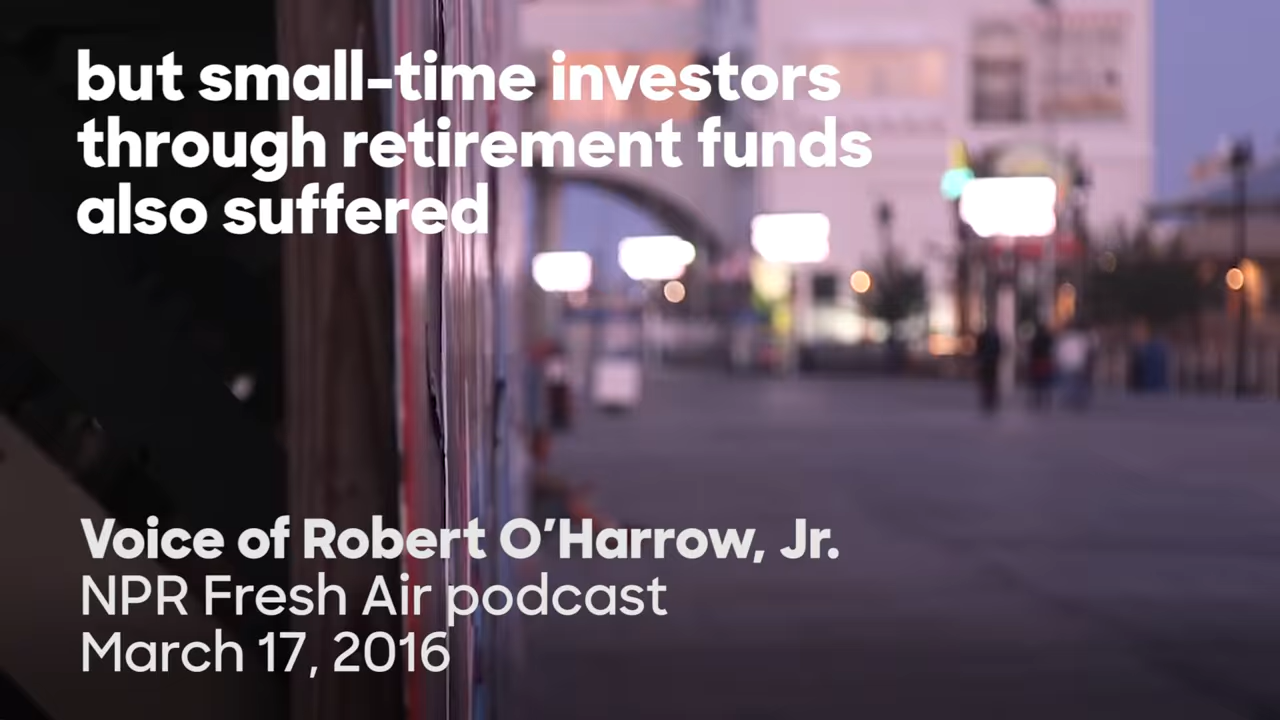 but small-time investors
through retirement funds
also suffered
Voice of Robert O’Harrow, Jr.
NPR Fresh Air podcast
March 17, 2016